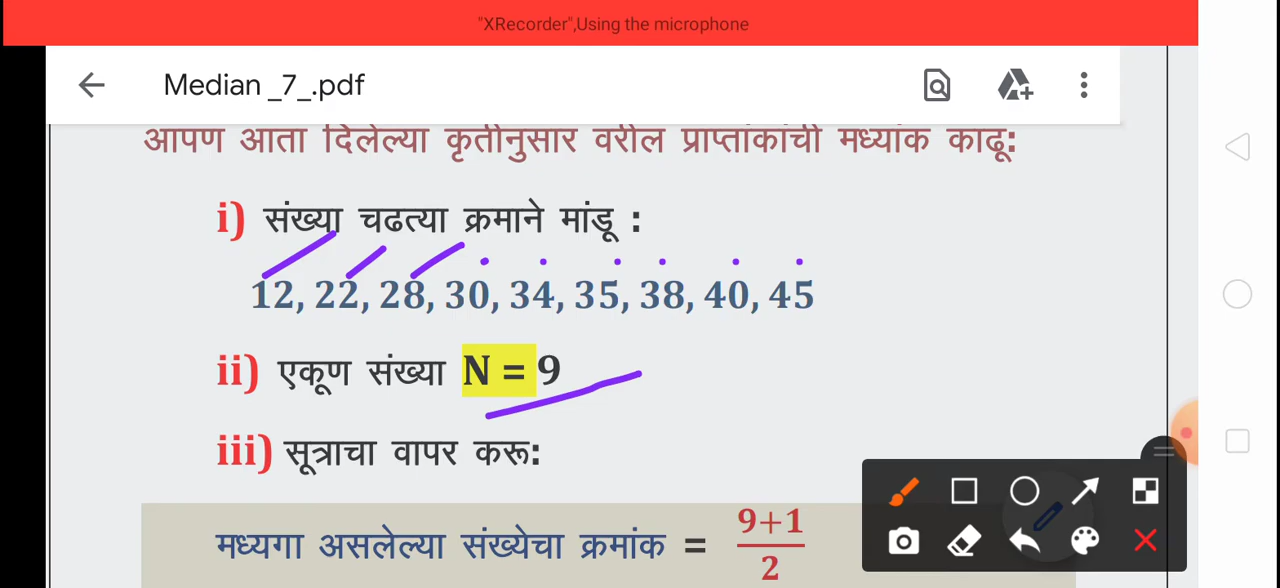 "XRecorder",Using the microphone
Median _7_.pdf
आपण आता दिलेल्या कृतीनुसार वरील प्राप्तांकाची मध्यांक काढू:
i) संख्या चढत्या क्रमाने मांडू :
12, 22, 28, 30, 34, 35, 38, 40, 45
ii) एकूण संख्या N = 9
iii) सूत्राचा वापर करू:
मध्यगा असलेल्या संख्येचा क्रमांक = 9+1
2